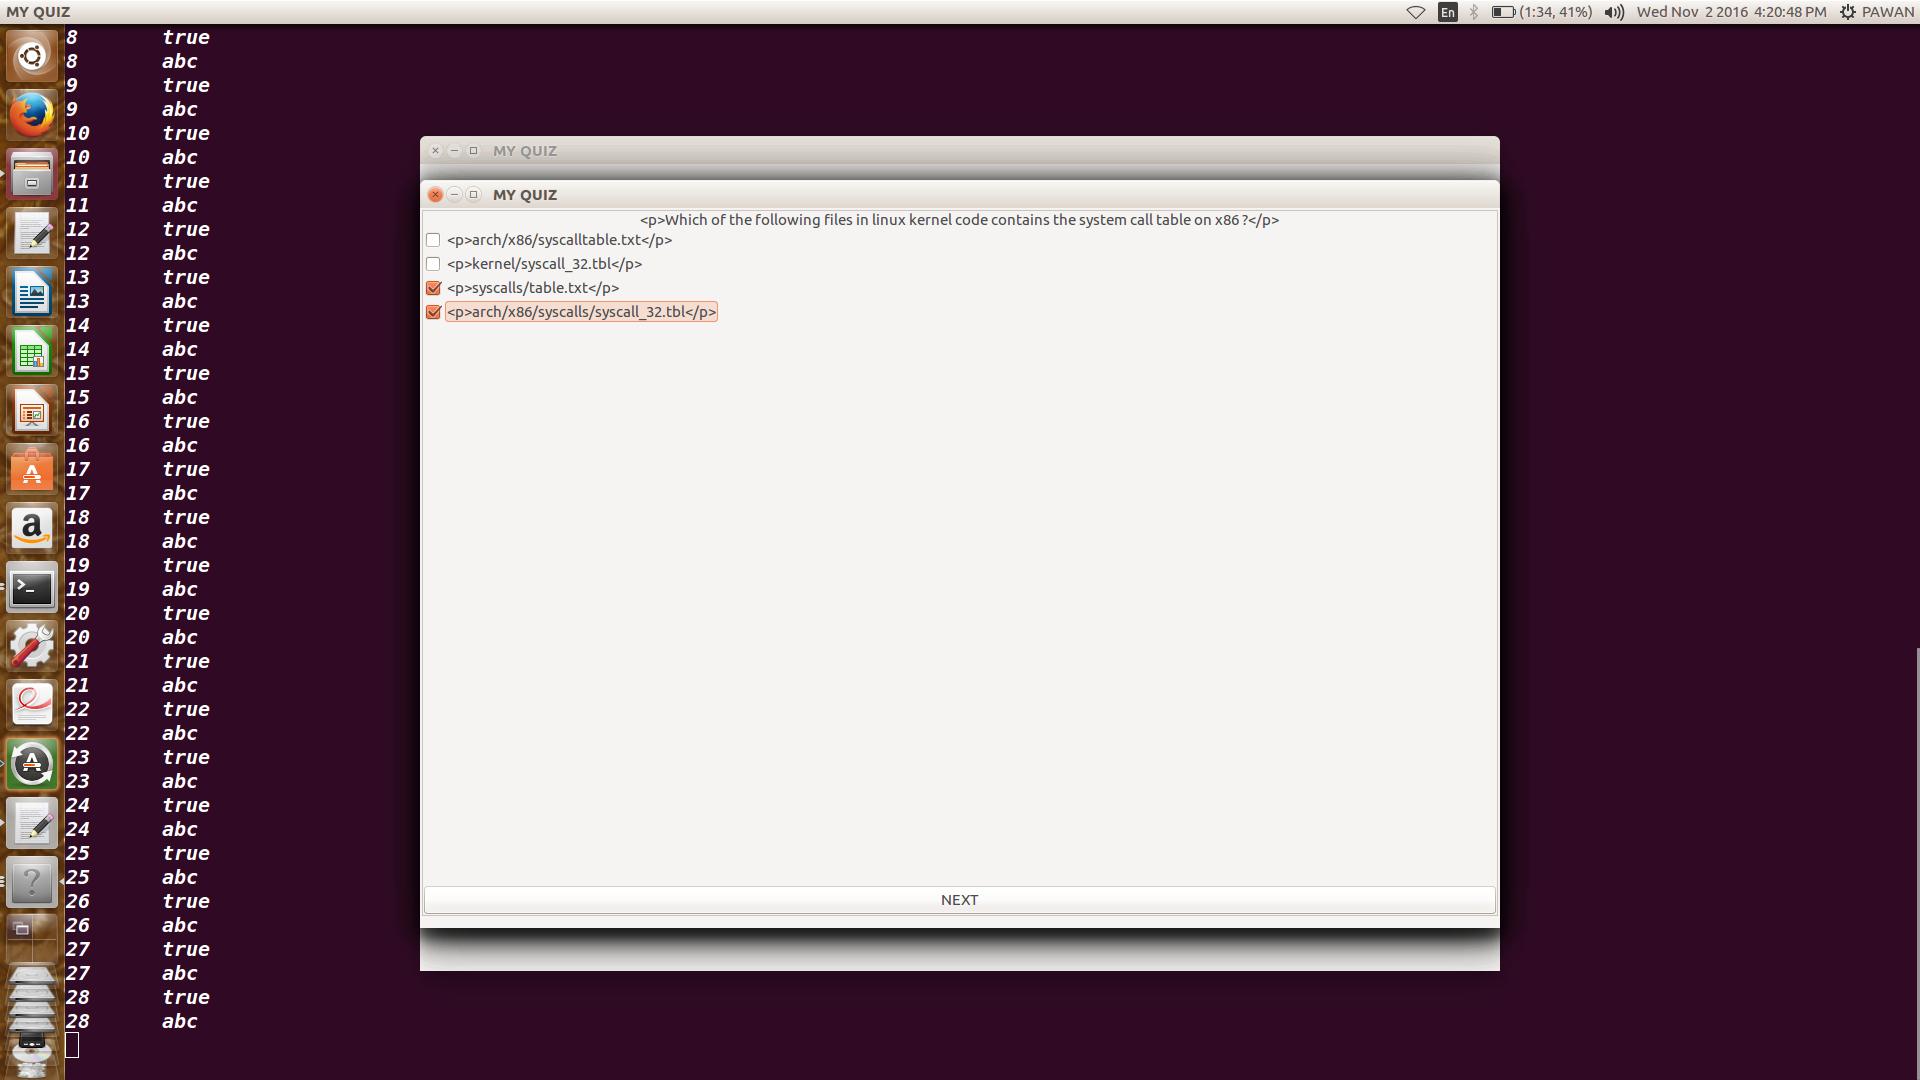 MY QUIZ En (1:34, 41%) Wed Nov 2 2016 4:20:48 PM PAWAN
8 true
8 abc
9 true
9 abc
10 true
10 abc
11 true
11 abc
12 true
12 abc
13 true
13 abc
14 true
14 abc
15 true
15 abc
16 true
16 abc
17 true
17 abc
18 true
18 abc
19 true
19 abc
20 true
20 abc
21 true
21 abc
22 true
22 abc
23 true
23 abc
24 true
24 abc
25 true
25 abc
26 true
26 abc
27 true
27 abc
28 true
28 abc
MY QUIZ
MY QUIZ
<p>Which of the following files in linux kernel code contains the system call table on x86 ?</p>
<p>arch/x86/syscalltable.txt</p>
<p>kernel/syscall_32.tbl</p>
<p>syscalls/table.txt</p>
<p>arch/x86/syscalls/syscall_32.tbl</p>
NEXT